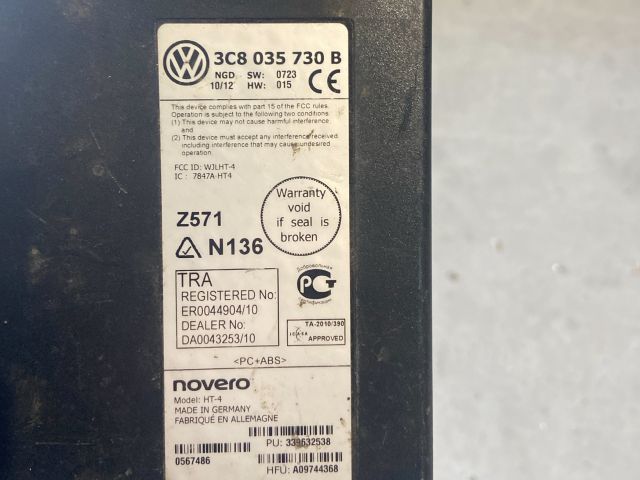 3C8 035 730 B
NGD SW: 0723
10/12 HW: 015 CE
This device complies with part 15 of the FCC rules.
Operation is subject to the following two conditions
(1) This device may not cause harmful interference,
and
(2) This device must accept any interference received
including interference that may cause undesired
operation.
FCC ID: WJLHT-4
IC : 7847A-HT4
Warranty
void
if seal is
broken
Z571
N136
TRA
REGISTERED No:
ER0044904/10
DEALER No:
DA0043253/10
Добровольная
РСТ
сертификация
TA-2010/390
ICASA
APPROVED
<PC+ABS>
novero
Model: HT-4
MADE IN GERMANY
FABRIQUÉ EN ALLEMAGNE
PU: 339632538
0567486
HFU: A09744368